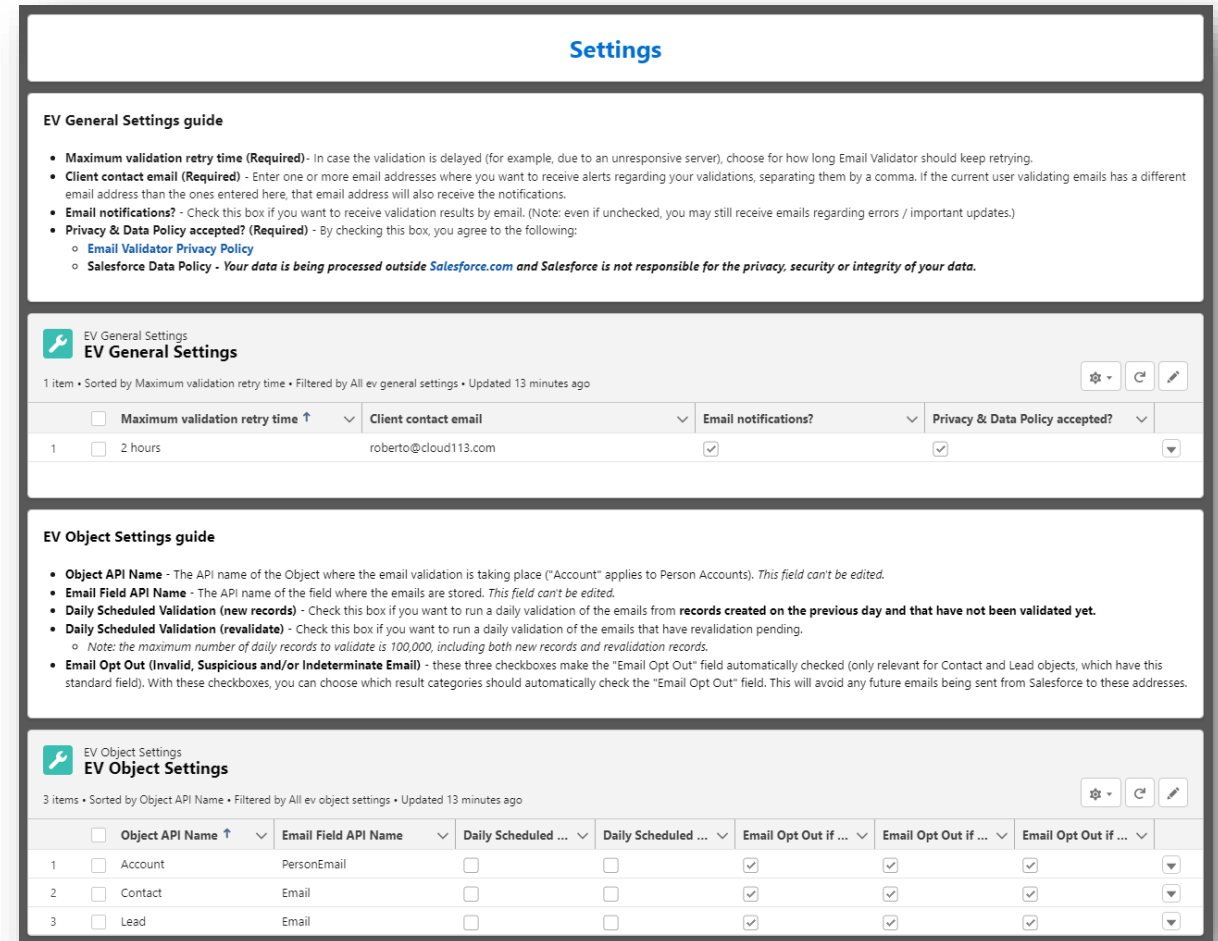 Settings
EV General Settings guide
• Maximum validation retry time (Required)- In case the validation is delayed (for example, due to an unresponsive server), choose for how long Email Validator should keep retrying.
• Client contact email (Required) - Enter one or more email addresses where you want to receive alerts regarding your validations, separating them by a comma. If the current user validating emails has a different
email address than the ones entered here, that email address will also receive the notifications.
• Email notifications? - Check this box if you want to receive validation results by email. (Note: even if unchecked, you may still receive emails regarding errors / important updates.)
• Privacy & Data Policy accepted? (Required) - By checking this box, you agree to the following:
○ Email Validator Privacy Policy
○ Salesforce Data Policy - Your data is being processed outside Salesforce.com and Salesforce is not responsible for the privacy, security or integrity of your data.
EV General Settings
EV General Settings
1 item • Sorted by Maximum validation retry time • Filtered by All ev general settings • Updated 13 minutes ago
Maximum validation retry time ↑ Client contact email Email notifications? Privacy & Data Policy accepted?
1 2 hours roberto@cloud113.com
EV Object Settings guide
• Object API Name - The API name of the Object where the email validation is taking place ("Account" applies to Person Accounts). This field can't be edited.
• Email Field API Name - The API name of the field where the emails are stored. This field can't be edited.
• Daily Scheduled Validation (new records) - Check this box if you want to run a daily validation of the emails from records created on the previous day and that have not been validated yet.
• Daily Scheduled Validation (revalidate) - Check this box if you want to run a daily validation of the emails that have revalidation pending.
○ Note: the maximum number of daily records to validate is 100,000, including both new records and revalidation records.
• Email Opt Out (Invalid, Suspicious and/or Indeterminate Email) - these three checkboxes make the "Email Opt Out" field automatically checked (only relevant for Contact and Lead objects, which have this
standard field). With these checkboxes, you can choose which result categories should automatically check the "Email Opt Out" field. This will avoid any future emails being sent from Salesforce to these addresses.
EV Object Settings
EV Object Settings
3 items • Sorted by Object API Name • Filtered by All ev object settings • Updated 13 minutes ago
Object API Name ↑ Email Field API Name Daily Scheduled ... Daily Scheduled ... Email Opt Out if ... Email Opt Out if ... Email Opt Out if ...
1 Account PersonEmail
2 Contact Email
3 Lead Email